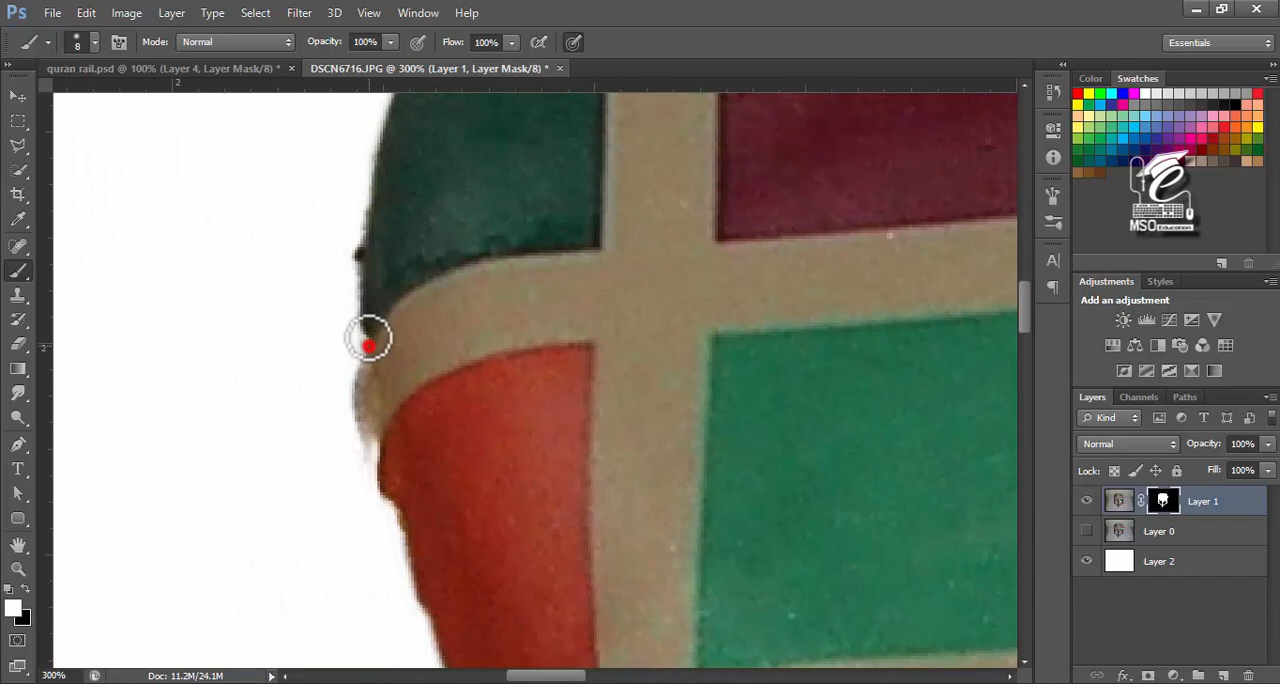 Ps File Edit Image Layer Type Select Filter 3D View Window Help
8 Mode: Normal Opacity: 100% Flow: 100% Essentials
quran rail.psd @ 100% (Layer 4, Layer Mask/8) * × DSCN6716.JPG @ 300% (Layer 1, Layer Mask/8) * ×
Color Swatches
2
2
e
MSO Education
Adjustments Styles
Add an adjustment
Layers Channels Paths
Kind
Normal Opacity: 100%
Lock: Fill: 100%
Layer 1
Layer 0
Layer 2
300% Doc: 11.2M/24.1M